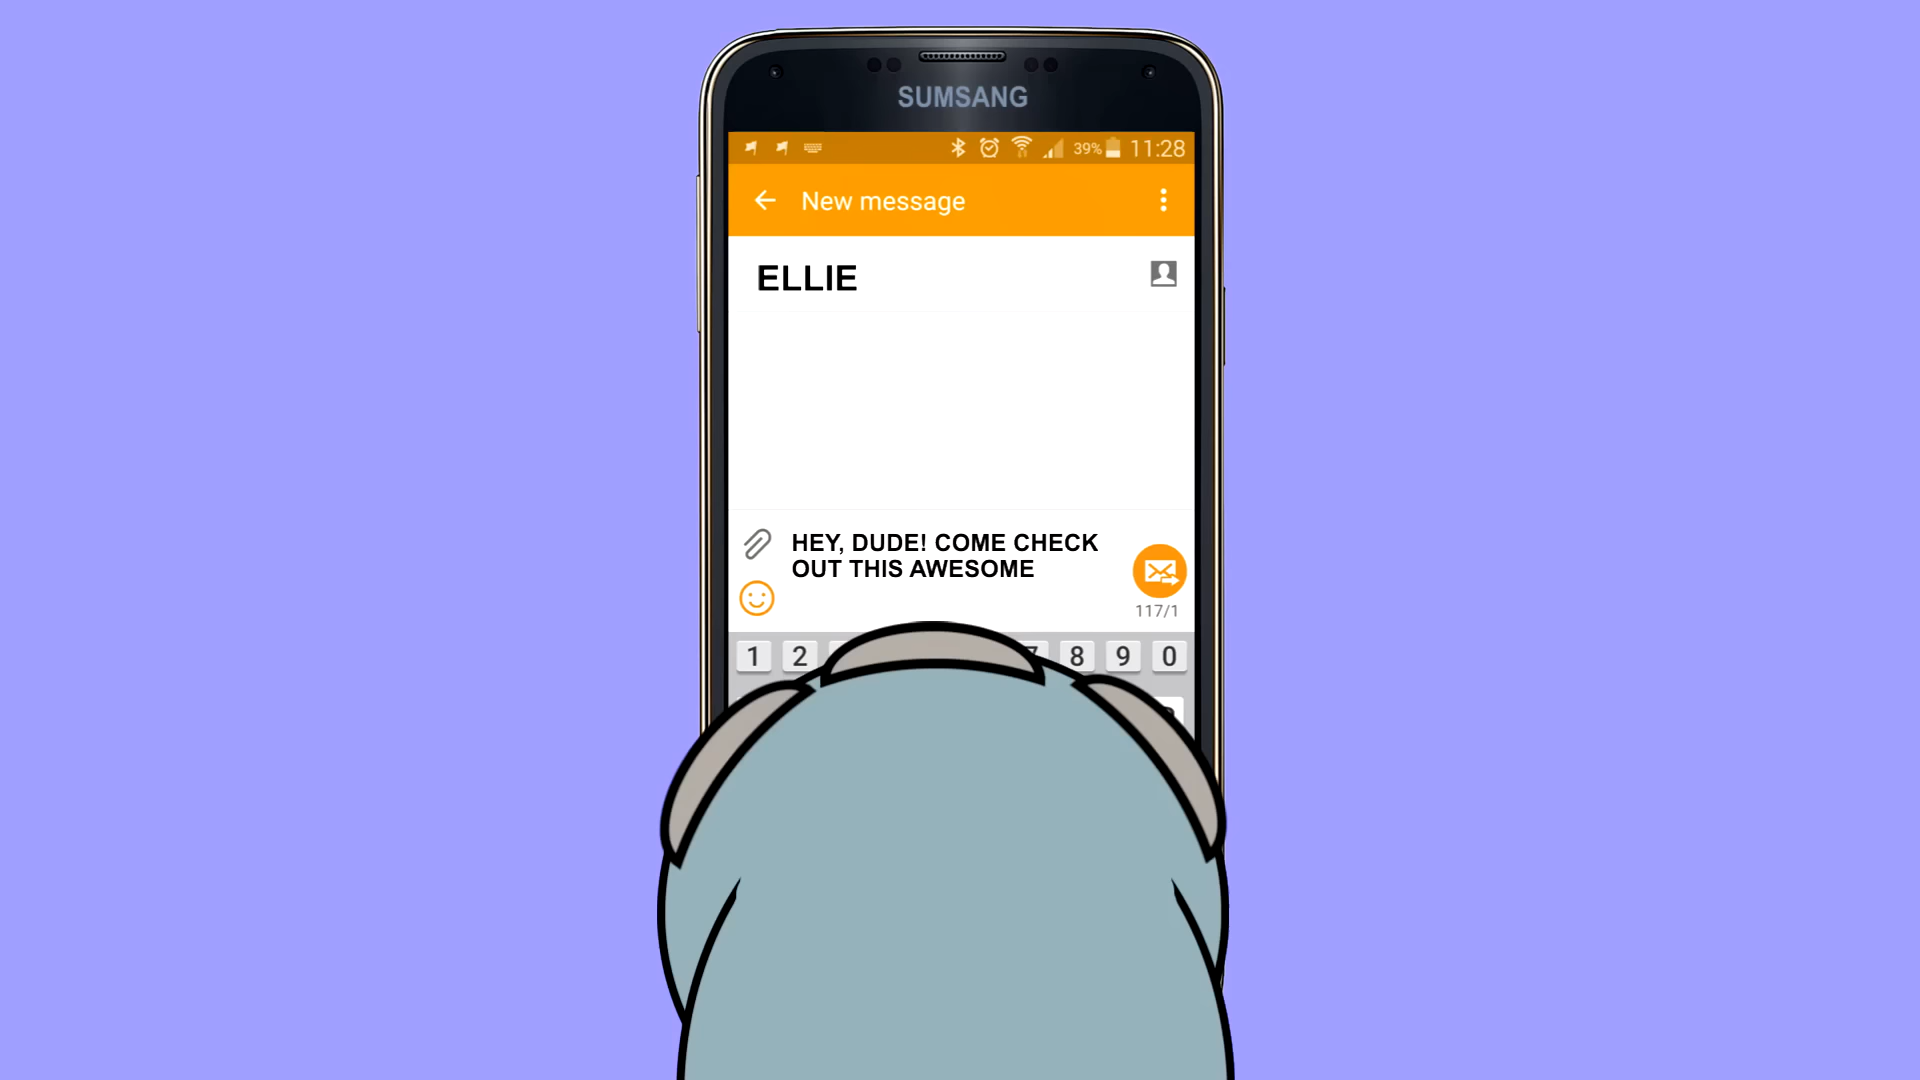 SUMSANG
39% 11:28
New message
ELLIE
HEY, DUDE! COME CHECK
OUT THIS AWESOME
117/1
1 2 7 8 9 0